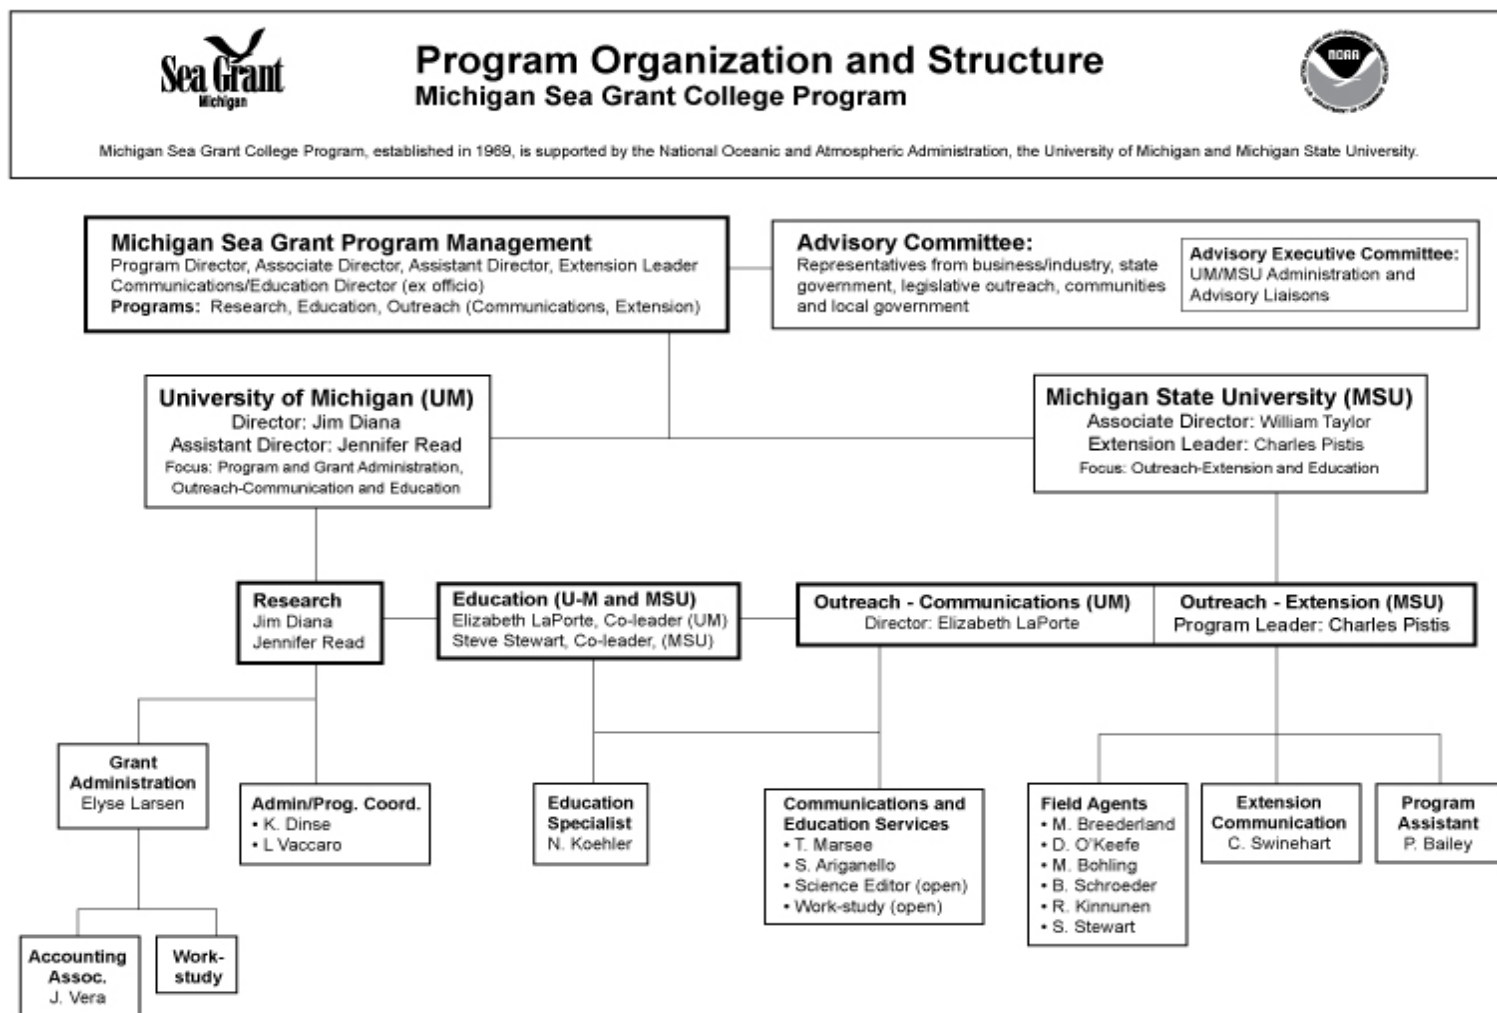 Sea Grant
Michigan
Program Organization and Structure
Michigan Sea Grant College Program
NOAA
Michigan Sea Grant College Program, established in 1969, is supported by the National Oceanic and Atmospheric Administration, the University of Michigan and Michigan State University.
Michigan Sea Grant Program Management
Program Director, Associate Director, Assistant Director, Extension Leader
Communications/Education Director (ex officio)
Programs: Research, Education, Outreach (Communications, Extension)
Advisory Committee:
Representatives from business/industry, state
government, legislative outreach, communities
and local government
Advisory Executive Committee:
UM/MSU Administration and
Advisory Liaisons
University of Michigan (UM)
Director: Jim Diana
Assistant Director: Jennifer Read
Focus: Program and Grant Administration,
Outreach-Communication and Education
Michigan State University (MSU)
Associate Director: William Taylor
Extension Leader: Charles Pistis
Focus: Outreach-Extension and Education
Research
Jim Diana
Jennifer Read
Education (U-M and MSU)
Elizabeth LaPorte, Co-leader (UM)
Steve Stewart, Co-leader, (MSU)
Outreach - Communications (UM)
Director: Elizabeth LaPorte
Outreach - Extension (MSU)
Program Leader: Charles Pistis
Grant
Administration
Elyse Larsen
Admin/Prog. Coord.
• K. Dinse
• L Vaccaro
Education
Specialist
N. Koehler
Communications and
Education Services
• T. Marsee
• S. Ariganello
• Science Editor (open)
• Work-study (open)
Field Agents
• M. Breederland
• D. O'Keefe
• M. Bohling
• B. Schroeder
• R. Kinnunen
• S. Stewart
Extension
Communication
C. Swinehart
Program
Assistant
P. Bailey
Accounting
Assoc.
J. Vera
Work-
study